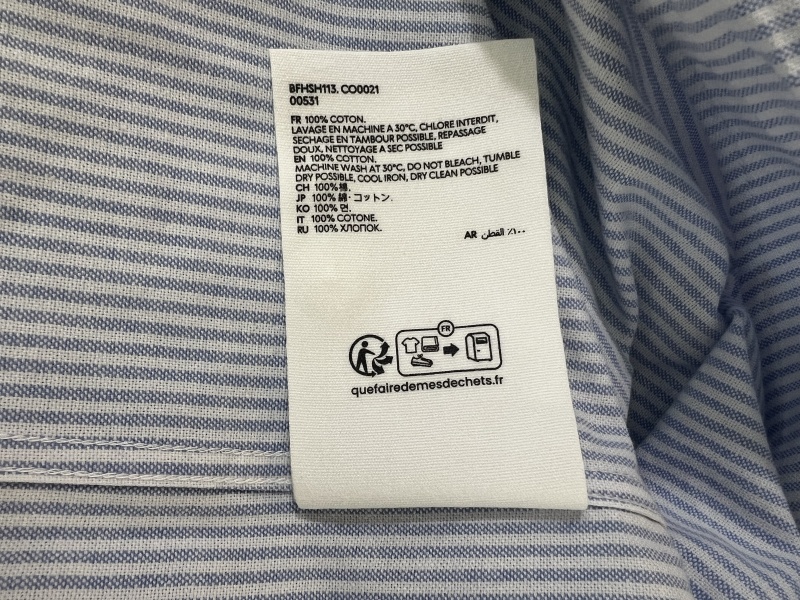 BFHSH113. CO0021
00531
FR 100% COTON.
LAVAGE EN MACHINE A 30°C, CHLORE INTERDIT,
SECHAGE EN TAMBOUR POSSIBLE, REPASSAGE
DOUX, NETTOYAGE A SEC POSSIBLE
EN 100% COTTON.
MACHINE WASH AT 30°C, DO NOT BLEACH, TUMBLE
DRY POSSIBLE, COOL IRON, DRY CLEAN POSSIBLE
CH 100%棉.
JP 100% 綿・コットン.
KO 100% 면.
IT 100% COTONE.
RU 100% ХЛОПОК.
AR ١٠٠٪ القطن
FR
quefairedemesdechets.fr